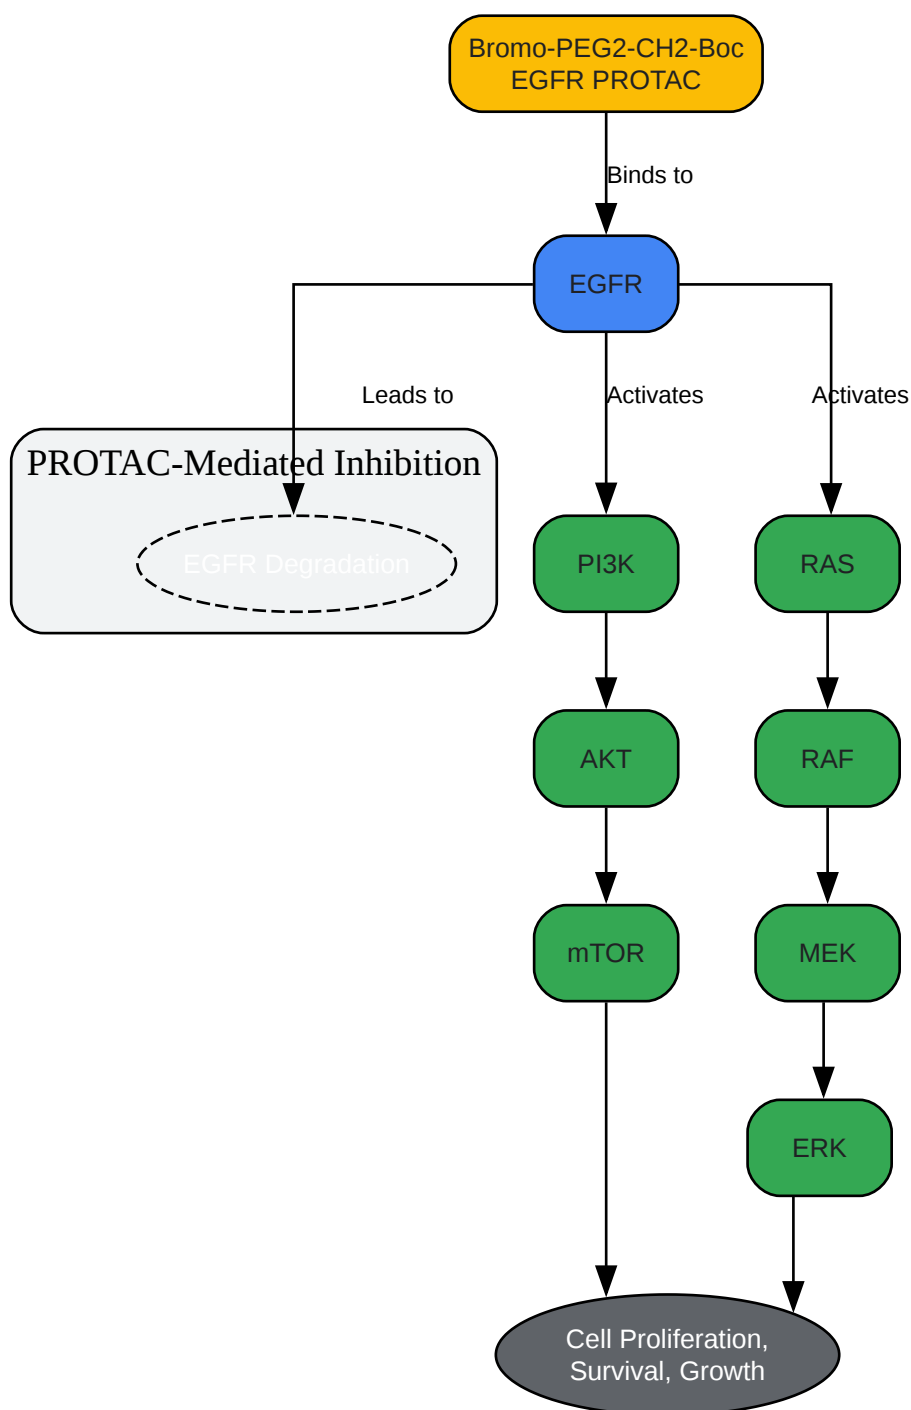 Bromo-PEG2-CH2-Boc
EGFR PROTAC
Binds to
EGFR
Leads to
Activates
Activates
PROTAC-Mediated Inhibition
EGFR Degradation
PI3K
RAS
AKT
RAF
mTOR
MEK
ERK
Cell Proliferation,
Survival, Growth